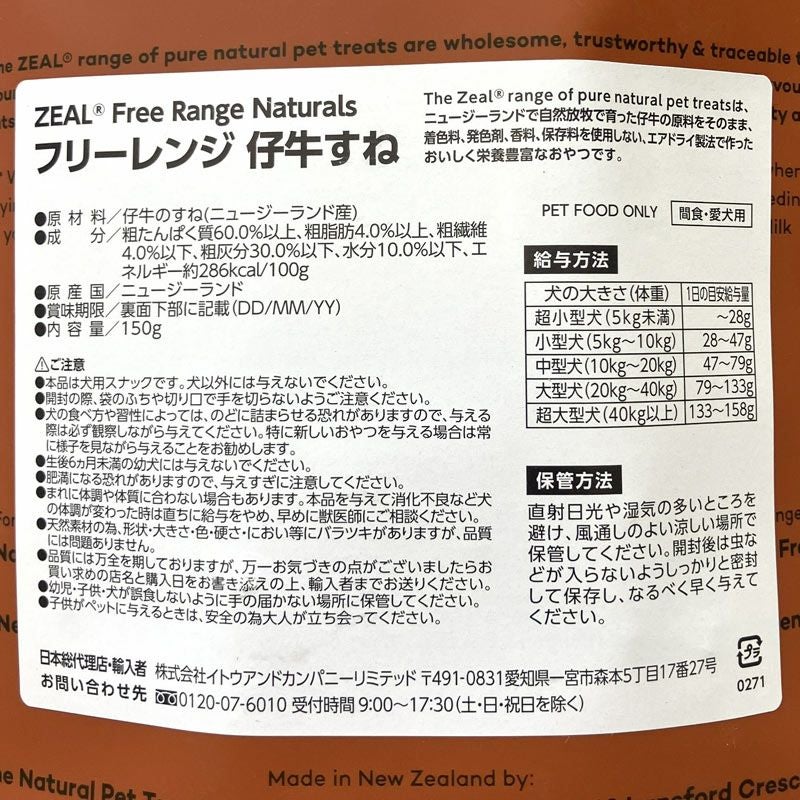 he ZEAL® range of pure natural pet treats are wholesome, trustworthy & traceable
ZEAL® Free Range Naturals
フリーレンジ 仔牛すね
The Zeal® range of pure natural pet treatsは、
ニュージーランドで自然放牧で育った仔牛の原料をそのまま、
着色料、発色剤、香料、保存料を使用しない、エアドライ製法で作った
おいしく栄養豊富なおやつです。
●原材料／仔牛のすね(ニュージーランド産)
●成分／粗たんぱく質60.0%以上、粗脂肪4.0%以上、粗繊維
4.0%以下、粗灰分30.0%以下、水分10.0%以下、エ
ネルギー約286kcal/100g
●原産国／ニュージーランド
●賞味期限／裏面下部に記載(DD/MM/YY)
●内容量／150g
PET FOOD ONLY 間食・愛犬用
給与方法
犬の大きさ(体重) 1日の目安給与量
超小型犬(5kg未満) 〜28g
小型犬(5kg〜10kg) 28〜47g
中型犬(10kg〜20kg) 47〜79g
大型犬(20kg〜40kg) 79〜133g
超大型犬(40kg以上) 133〜158g
⚠ご注意
●本品は犬用スナックです。犬以外には与えないでください。
●開封の際、袋のふちや切り口で手を切らないようご注意ください。
●犬の食べ方や習性によっては、のどに詰まらせる恐れがありますので、与える
際は必ず観察しながら与えてください。特に新しいおやつを与える場合は常
に様子を見ながら与えることをお勧めします。
●生後6ヵ月未満の幼犬には与えないでください。
●肥満になる恐れがありますので、与えすぎに注意してください。
●まれに体調や体質に合わない場合もあります。本品を与えて消化不良など犬
の体調が変わった時は直ちに給与をやめ、早めに獣医師にご相談ください。
●天然素材の為、形状・大きさ・色・硬さ・におい等にバラツキがありますが、品質
には問題ありません。
●品質には万全を期しておりますが、万一お気づきの点がございましたらお
買い求めの店名と購入日をお書き添えの上、輸入者までお送りください。
●幼児・子供・犬が誤食しないように手の届かない場所に保管してください。
●子供がペットに与えるときは、安全の為大人が立ち会ってください。
保管方法
直射日光や湿気の多いところを
避け、風通しのよい涼しい場所で
保管してください。開封後は虫な
どが入らないようしっかりと密封
して保存し、なるべく早く与えて
ください。
日本総代理店・輸入者 株式会社イトウアンドカンパニーリミテッド 〒491-0831愛知県一宮市森本5丁目17番27号
お問い合わせ先 0120-07-6010 受付時間 9:00〜17:30(土・日・祝日を除く)
プラ
0271
Made in New Zealand by:
he Natural Pet